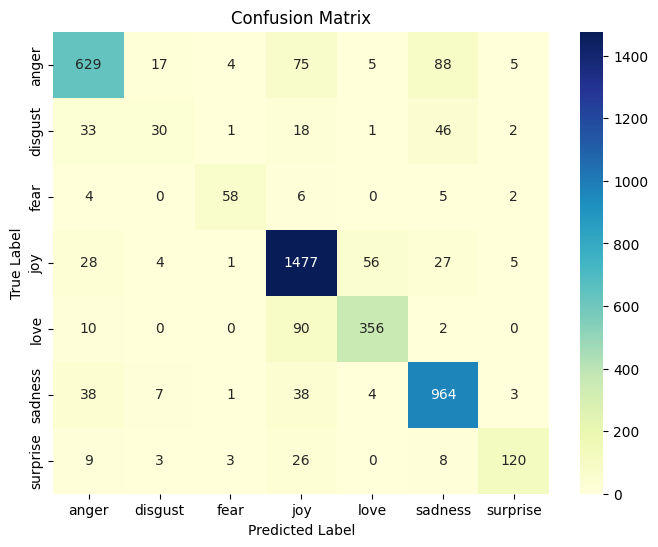 Confusion Matrix
anger 629 17 4 75 5 88 5
disgust 33 30 1 18 1 46 2
fear 4 0 58 6 0 5 2
joy 28 4 1 1477 56 27 5
love 10 0 0 90 356 2 0
sadness 38 7 1 38 4 964 3
surprise 9 3 3 26 0 8 120
anger disgust fear joy love sadness surprise
Predicted Label
True Label
1400
1200
1000
800
600
400
200
0